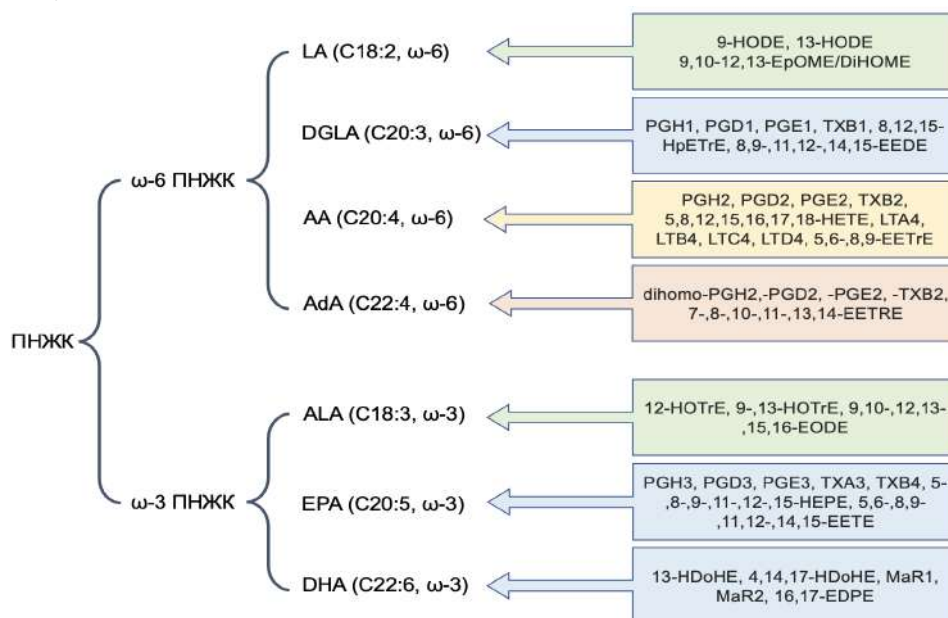 LA (C18:2, ω-6)
9-HODE, 13-HODE
9,10-12,13-EpOME/DiHOME
DGLA (C20:3, ω-6)
PGH1, PGD1, PGE1, TXB1, 8,12,15-
HpETrE, 8,9-,11,12-,14,15-EEDE
ω-6 ПНЖК
AA (C20:4, ω-6)
PGH2, PGD2, PGE2, TXB2,
5,8,12,15,16,17,18-HETE, LTA4,
LTB4, LTC4, LTD4, 5,6-,8,9-EETrE
AdA (C22:4, ω-6)
dihomo-PGH2,-PGD2, -PGE2, -TXB2,
7-,8-,10-,11-,13,14-EETRE
ПНЖК
ALA (C18:3, ω-3)
12-HOTrE, 9-,13-HOTrE, 9,10-,12,13-
,15,16-EODE
ω-3 ПНЖК
EPA (C20:5, ω-3)
PGH3, PGD3, PGE3, TXA3, TXB4, 5-
,8-,9-,11-,12-,15-HEPE, 5,6-,8,9-
,11,12-,14,15-EETE
DHA (C22:6, ω-3)
13-HDoHE, 4,14,17-HDoHE, MaR1,
MaR2, 16,17-EDPE